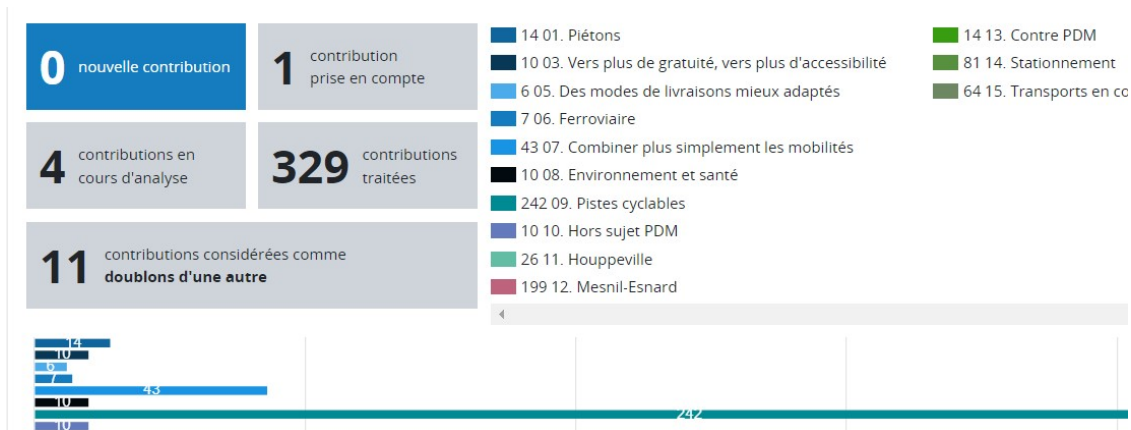 0 nouvelle contribution
1 contribution
prise en compte
4 contributions en
cours d'analyse
329 contributions
traitées
11 contributions considérées comme
doublons d'une autre
14 01. Piétons
10 03. Vers plus de gratuité, vers plus d'accessibilité
6 05. Des modes de livraisons mieux adaptés
7 06. Ferroviaire
43 07. Combiner plus simplement les mobilités
10 08. Environnement et santé
242 09. Pistes cyclables
10 10. Hors sujet PDM
26 11. Houppeville
199 12. Mesnil-Esnard
14 13. Contre PDM
81 14. Stationnement
64 15. Transports en co
14
10
6
7
43
10
242
10